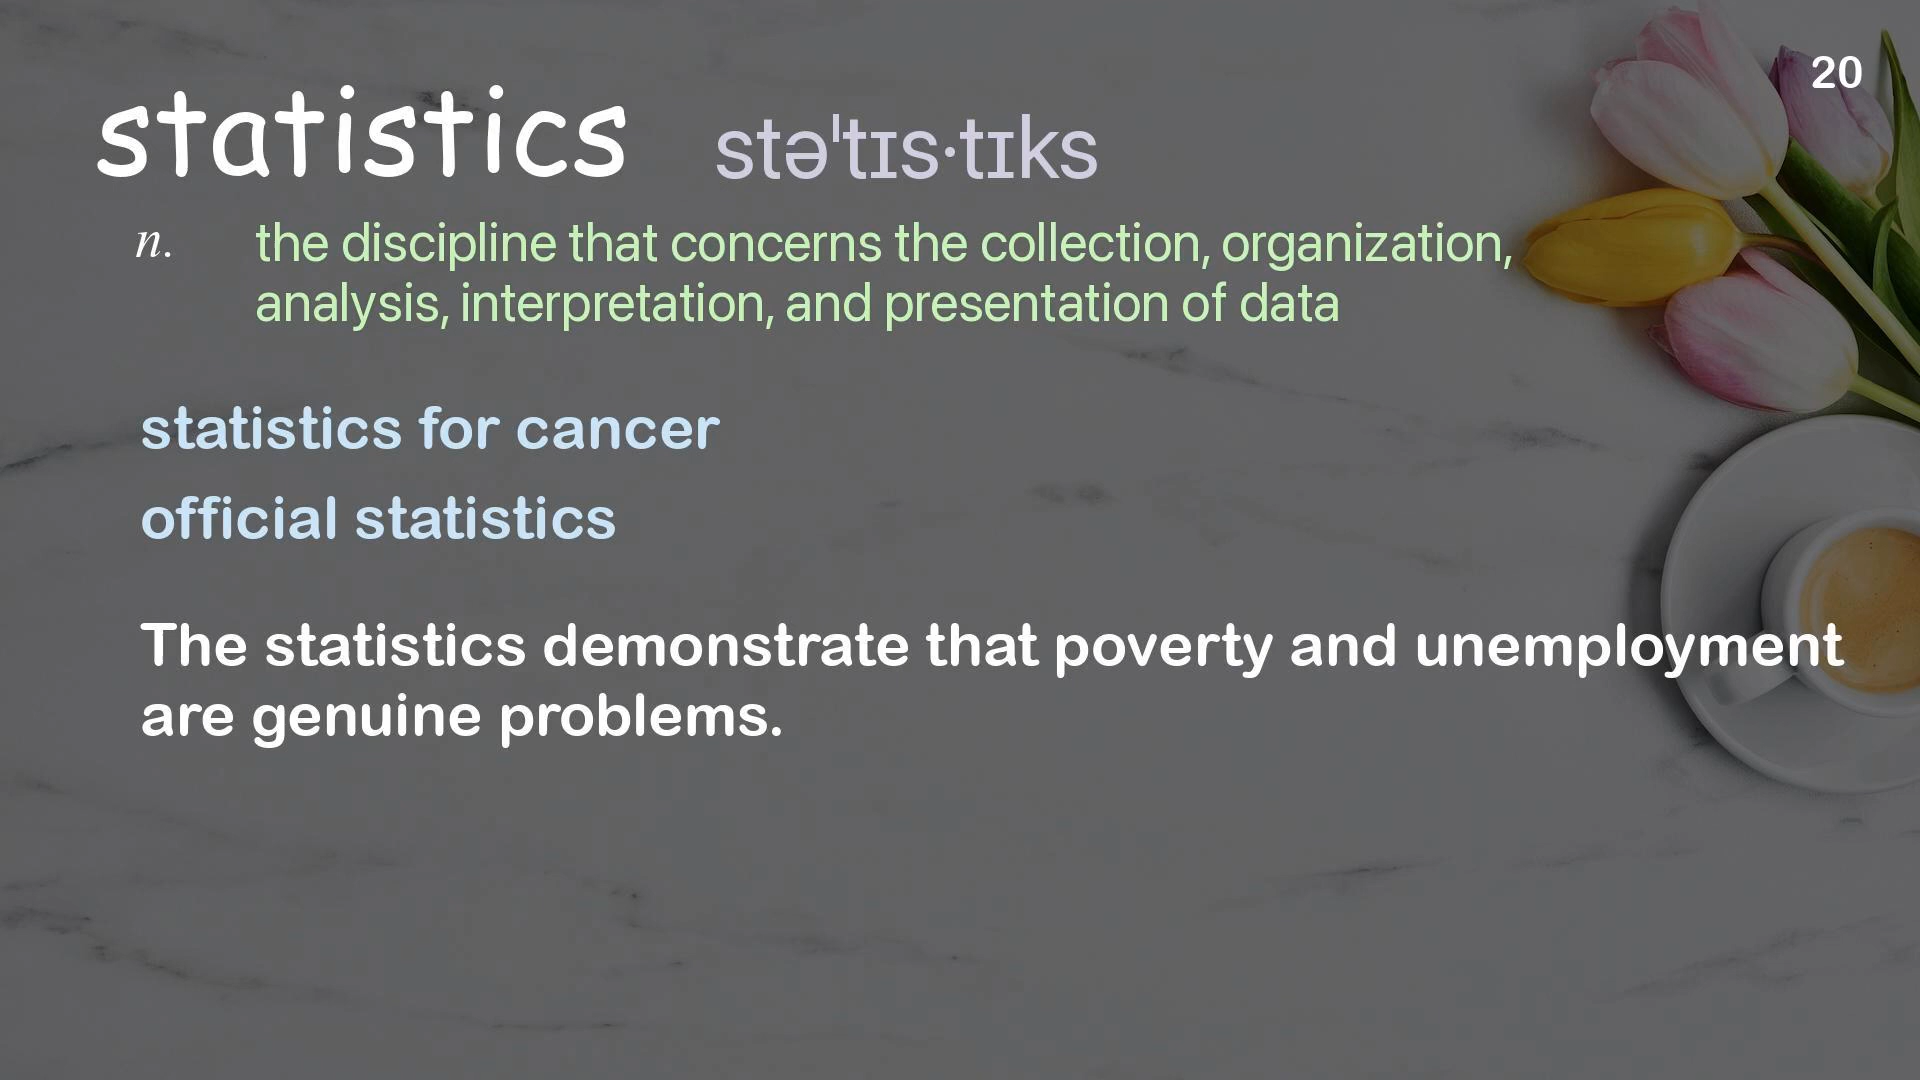 20
statistics stəˈtɪs·tɪks
n. the discipline that concerns the collection, organization,
analysis, interpretation, and presentation of data
statistics for cancer
official statistics
The statistics demonstrate that poverty and unemployment
are genuine problems.